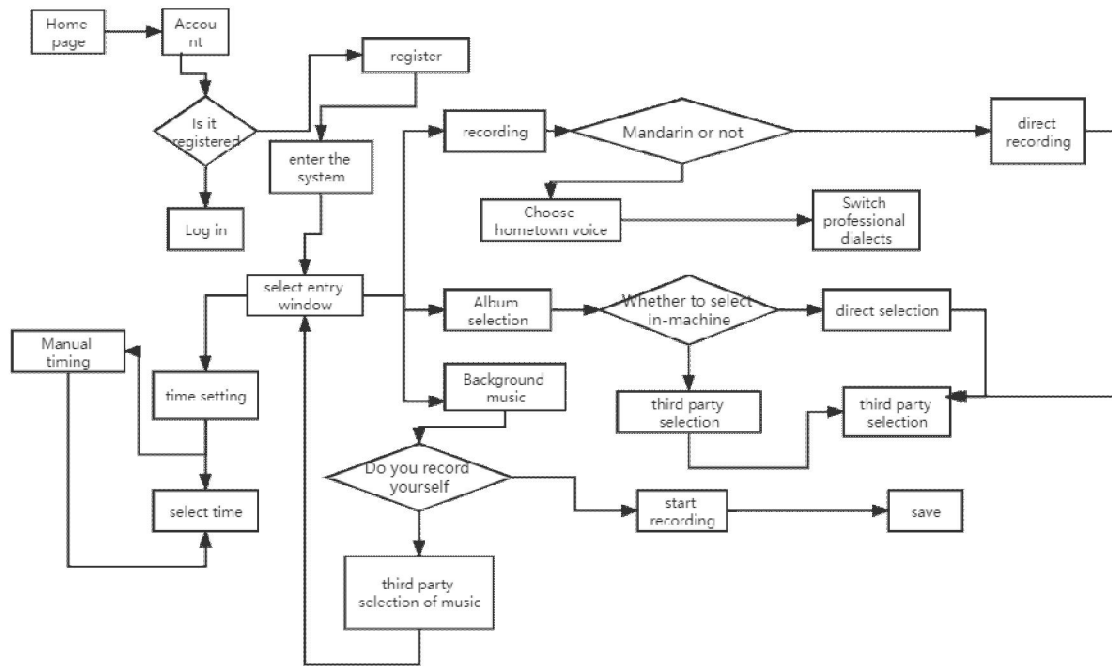 Home
page
Accou
nt
register
Is it
registered
enter the
system
Log in
recording
Mandarin or not
direct
recording
Choose
hometown voice
Switch
professional
dialects
select entry
window
Album
selection
Whether to select
in-machine
direct selection
Manual
timing
time setting
Background
music
third party
selection
third party
selection
Do you record
yourself
select time
start
recording
save
third party
selection of music